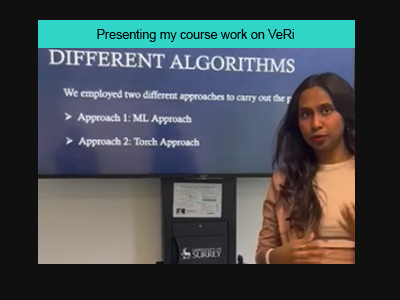 Presenting my course work on VeRi
DIFFERENT ALGORITHMS
We employed two different approaches to carry out the
➤ Approach 1: ML Approach
➤ Approach 2: Torch Approach
UNIVERSITY OF
SURREY